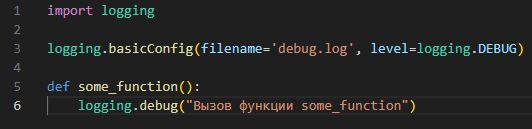 1 import logging
2
3 logging.basicConfig(filename='debug.log', level=logging.DEBUG)
4
5 def some_function():
6     logging.debug("Вызов функции some_function")